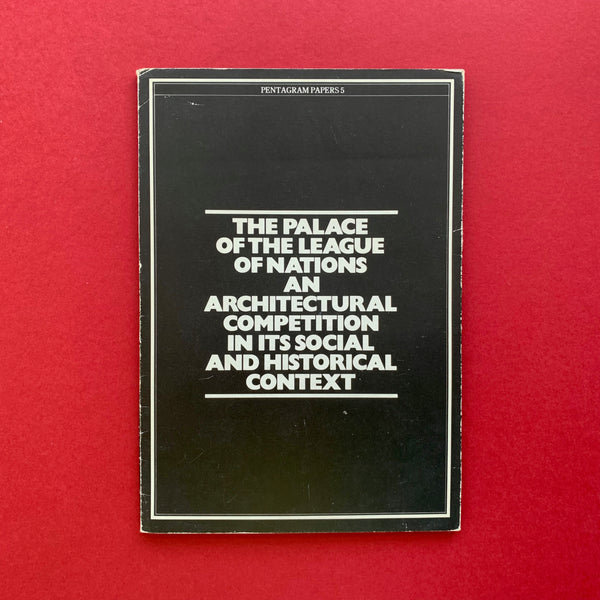 PENTAGRAM PAPERS 5
THE PALACE
OF THE LEAGUE
OF NATIONS
AN
ARCHITECTURAL
COMPETITION
IN ITS SOCIAL
AND HISTORICAL
CONTEXT